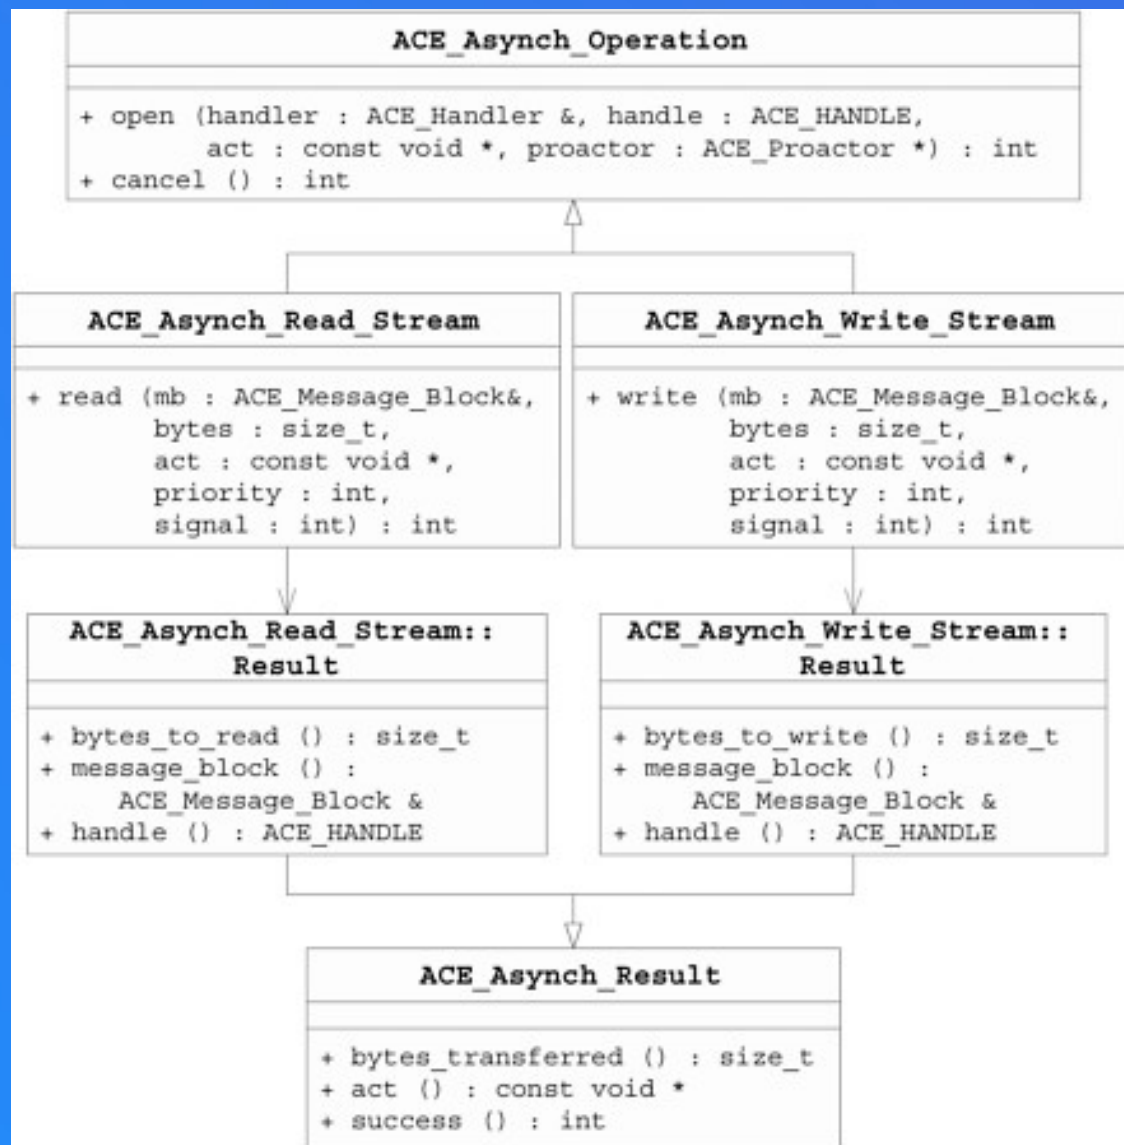 ACE_Asynch_Operation
+ open (handler : ACE_Handler &, handle : ACE_HANDLE,
act : const void *, proactor : ACE_Proactor *) : int
+ cancel () : int
ACE_Asynch_Read_Stream
+ read (mb : ACE_Message_Block&,
bytes : size_t,
act : const void *,
priority : int,
signal : int) : int
ACE_Asynch_Write_Stream
+ write (mb : ACE_Message_Block&,
bytes : size_t,
act : const void *,
priority : int,
signal : int) : int
ACE_Asynch_Read_Stream::
Result
+ bytes_to_read () : size_t
+ message_block () :
ACE_Message_Block &
+ handle () : ACE_HANDLE
ACE_Asynch_Write_Stream::
Result
+ bytes_to_write () : size_t
+ message_block () :
ACE_Message_Block &
+ handle () : ACE_HANDLE
ACE_Asynch_Result
+ bytes_transferred () : size_t
+ act () : const void *
+ success () : int